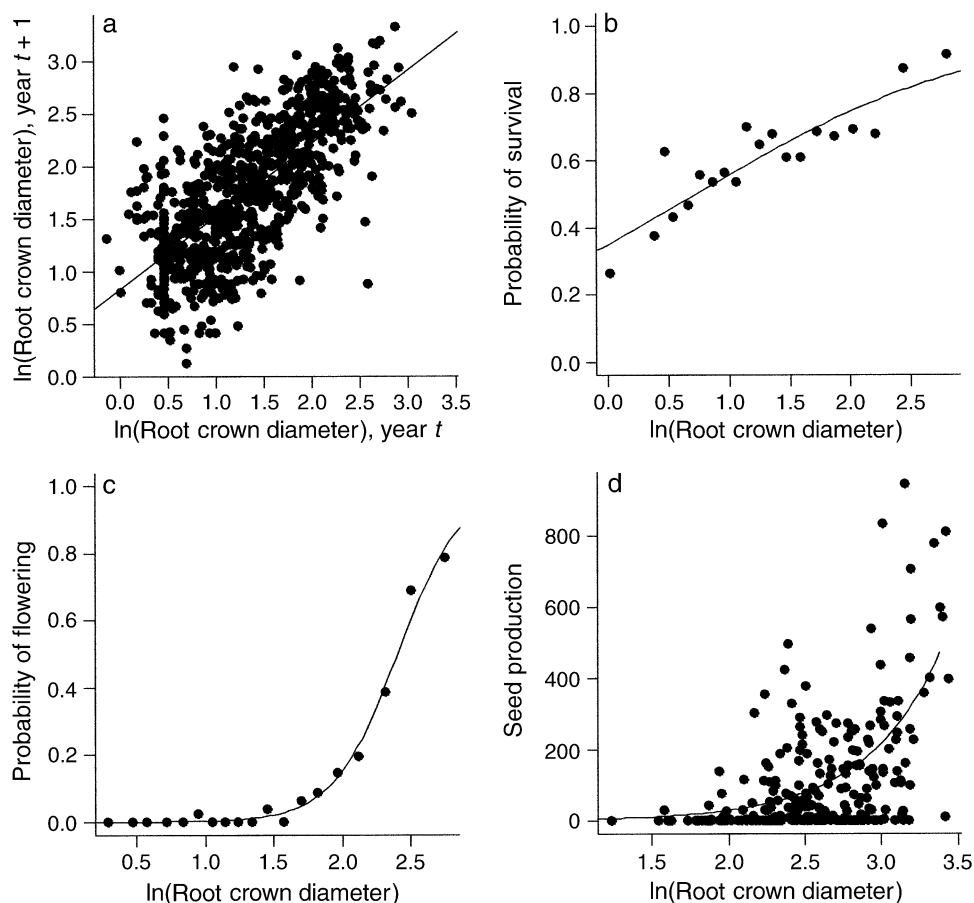 a
ln(Root crown diameter), year t + 1
3.0
2.5
2.0
1.5
1.0
0.5
0.0
0.0 0.5 1.0 1.5 2.0 2.5 3.0 3.5
ln(Root crown diameter), year t
b
Probability of survival
1.0
0.8
0.6
0.4
0.2
0.0
0.0 0.5 1.0 1.5 2.0 2.5
ln(Root crown diameter)
c
Probability of flowering
1.0
0.8
0.6
0.4
0.2
0.0
0.5 1.0 1.5 2.0 2.5
ln(Root crown diameter)
d
Seed production
800
600
400
200
0
1.5 2.0 2.5 3.0 3.5
ln(Root crown diameter)